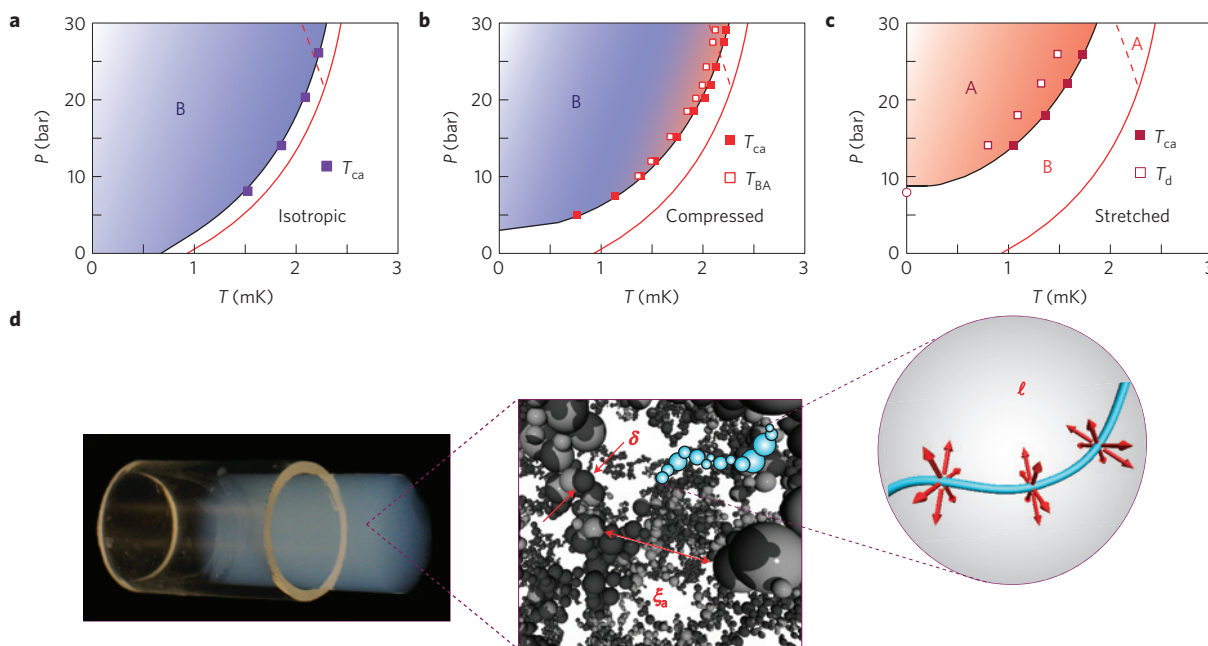 a
30
20
10
0
P (bar)
B
T_ca
Isotropic
0 1 2 3
T (mK)
b
30
20
10
0
P (bar)
B
T_ca
T_BA
Compressed
0 1 2 3
T (mK)
c
30
20
10
0
P (bar)
A
A
B
T_ca
T_d
Stretched
0 1 2 3
T (mK)
d
δ
ξ_a
ℓ